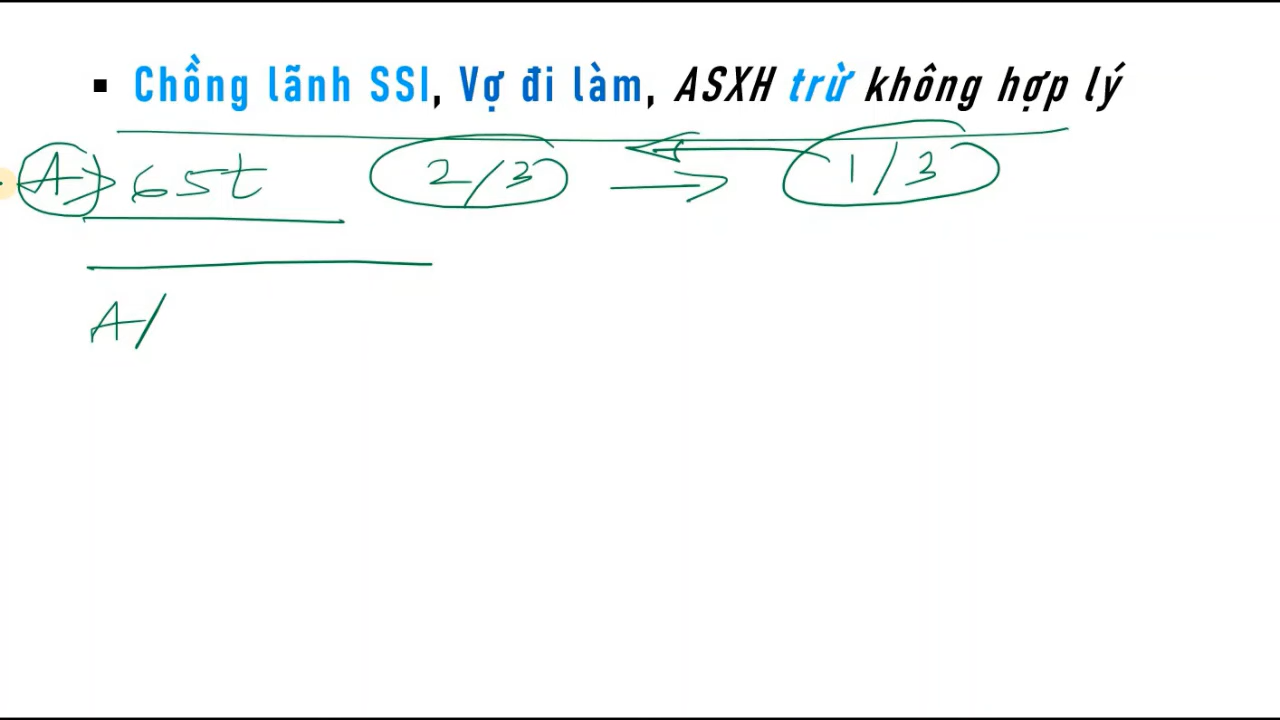 ▪ Chồng lãnh SSI, Vợ đi làm, ASXH trừ không hợp lý
A > 65t 2/3 → 1/3
A/